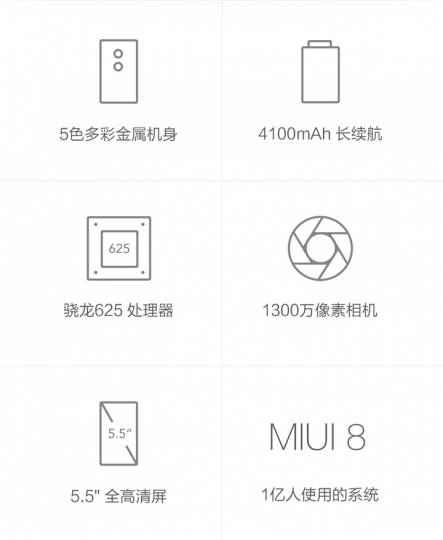 5色多彩金属机身
4100mAh 长续航
625
骁龙625 处理器
1300万像素相机
5.5"
5.5" 全高清屏
MIUI 8
1亿人使用的系统